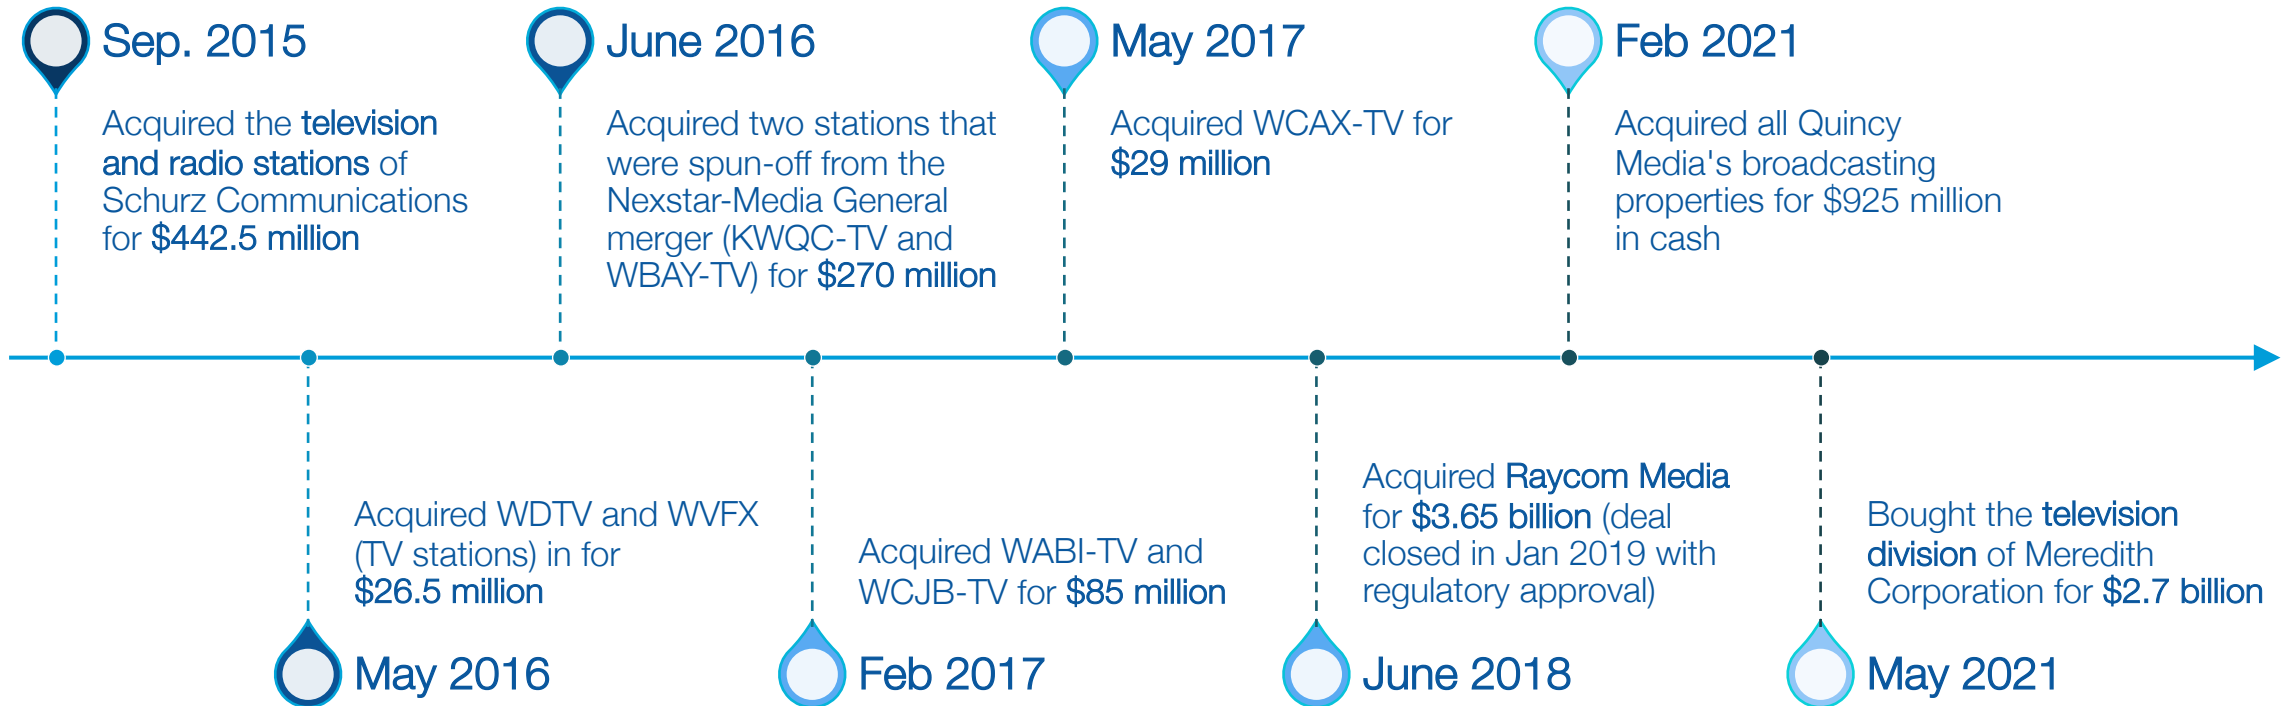 Sep. 2015
Acquired the television
and radio stations of
Schurz Communications
for $442.5 million
June 2016
Acquired two stations that
were spun-off from the
Nexstar-Media General
merger (KWQC-TV and
WBAY-TV) for $270 million
May 2017
Acquired WCAX-TV for
$29 million
Feb 2021
Acquired all Quincy
Media's broadcasting
properties for $925 million
in cash
Acquired WDTV and WVFX
(TV stations) in for
$26.5 million
May 2016
Acquired WABI-TV and
WCJB-TV for $85 million
Feb 2017
Acquired Raycom Media
for $3.65 billion (deal
closed in Jan 2019 with
regulatory approval)
June 2018
Bought the television
division of Meredith
Corporation for $2.7 billion
May 2021